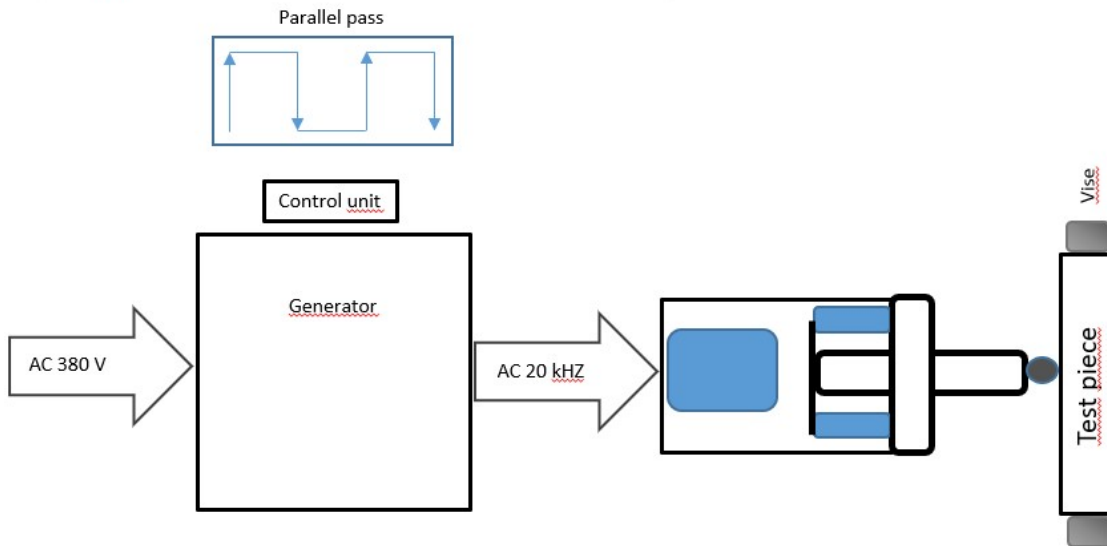 Parallel pass
Control unit
Vise
Generator
AC 380 V
AC 20 kHZ
Test piece